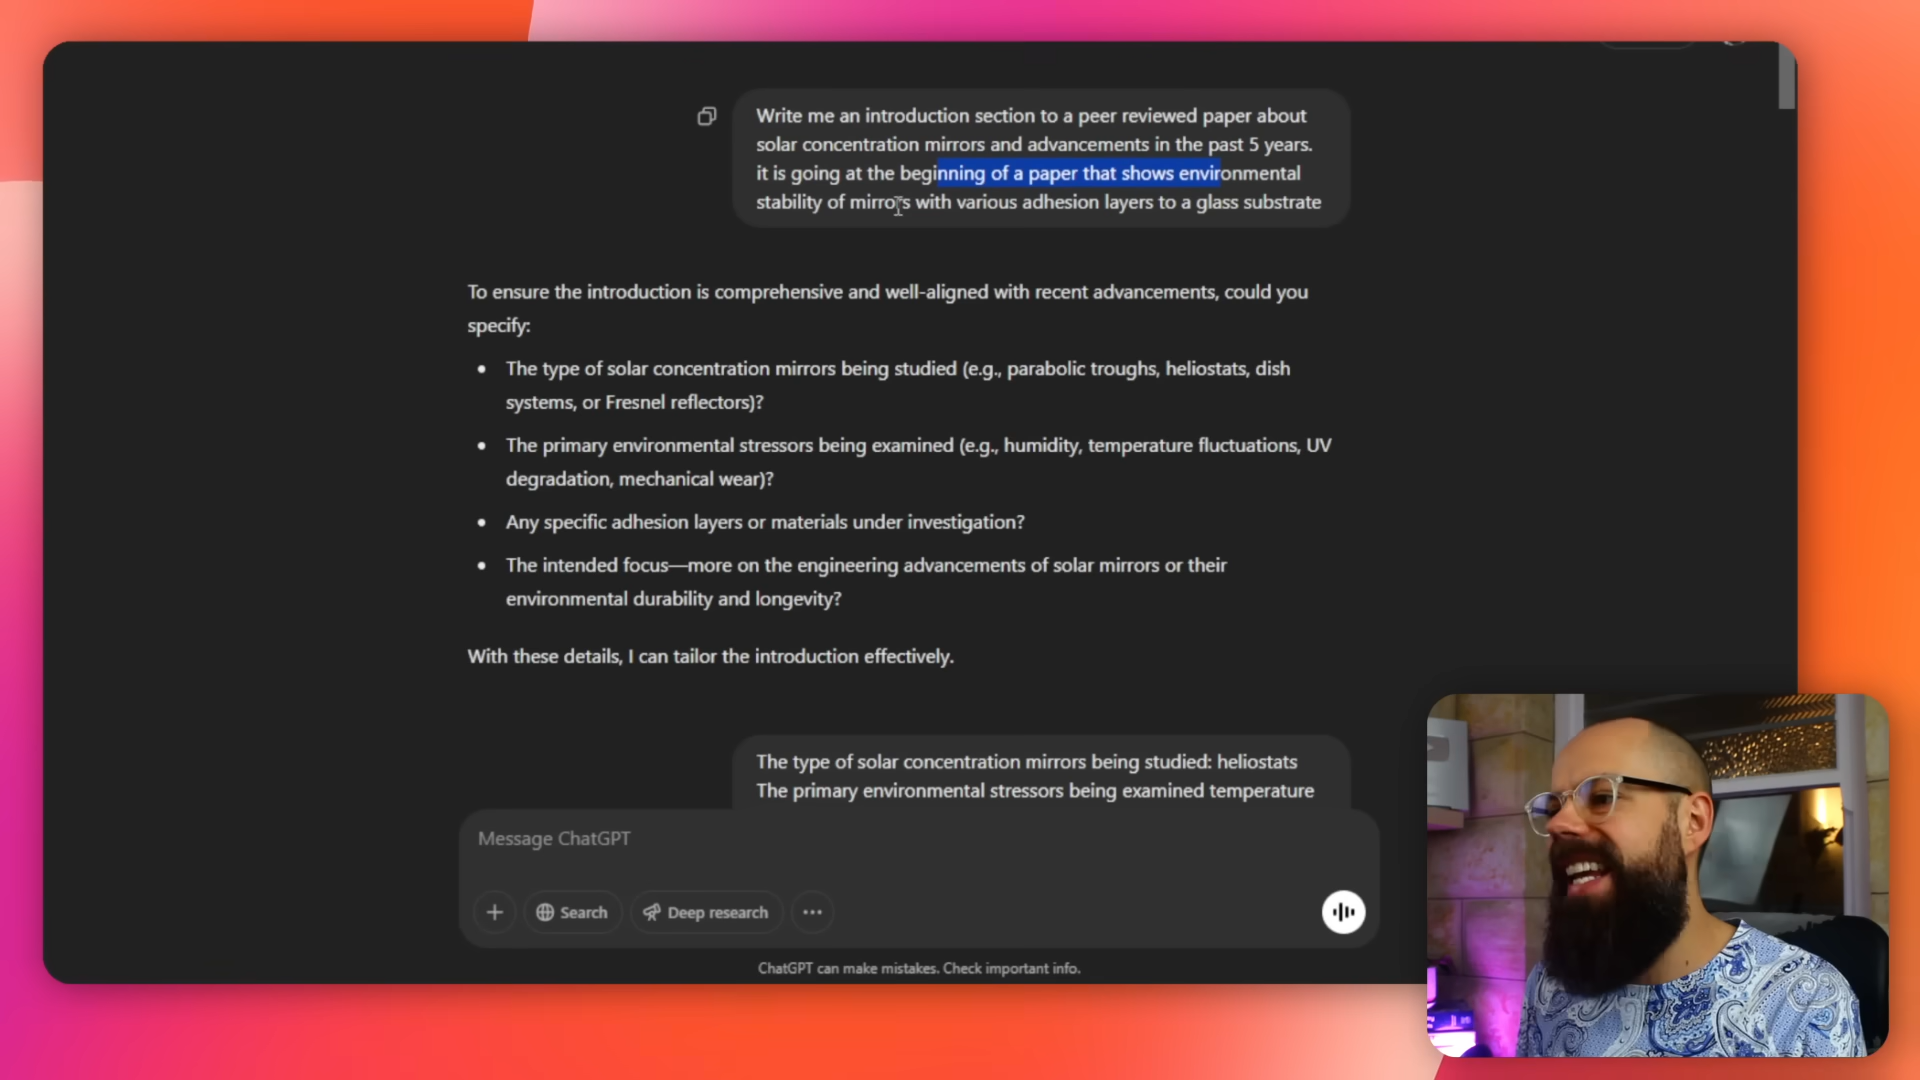 Write me an introduction section to a peer reviewed paper about
solar concentration mirrors and advancements in the past 5 years.
it is going at the beginning of a paper that shows environmental
stability of mirrors with various adhesion layers to a glass substrate
To ensure the introduction is comprehensive and well-aligned with recent advancements, could you
specify:
• The type of solar concentration mirrors being studied (e.g., parabolic troughs, heliostats, dish
systems, or Fresnel reflectors)?
• The primary environmental stressors being examined (e.g., humidity, temperature fluctuations, UV
degradation, mechanical wear)?
• Any specific adhesion layers or materials under investigation?
• The intended focus—more on the engineering advancements of solar mirrors or their
environmental durability and longevity?
With these details, I can tailor the introduction effectively.
The type of solar concentration mirrors being studied: heliostats
The primary environmental stressors being examined temperature
Message ChatGPT
Search
Deep research
ChatGPT can make mistakes. Check important info.